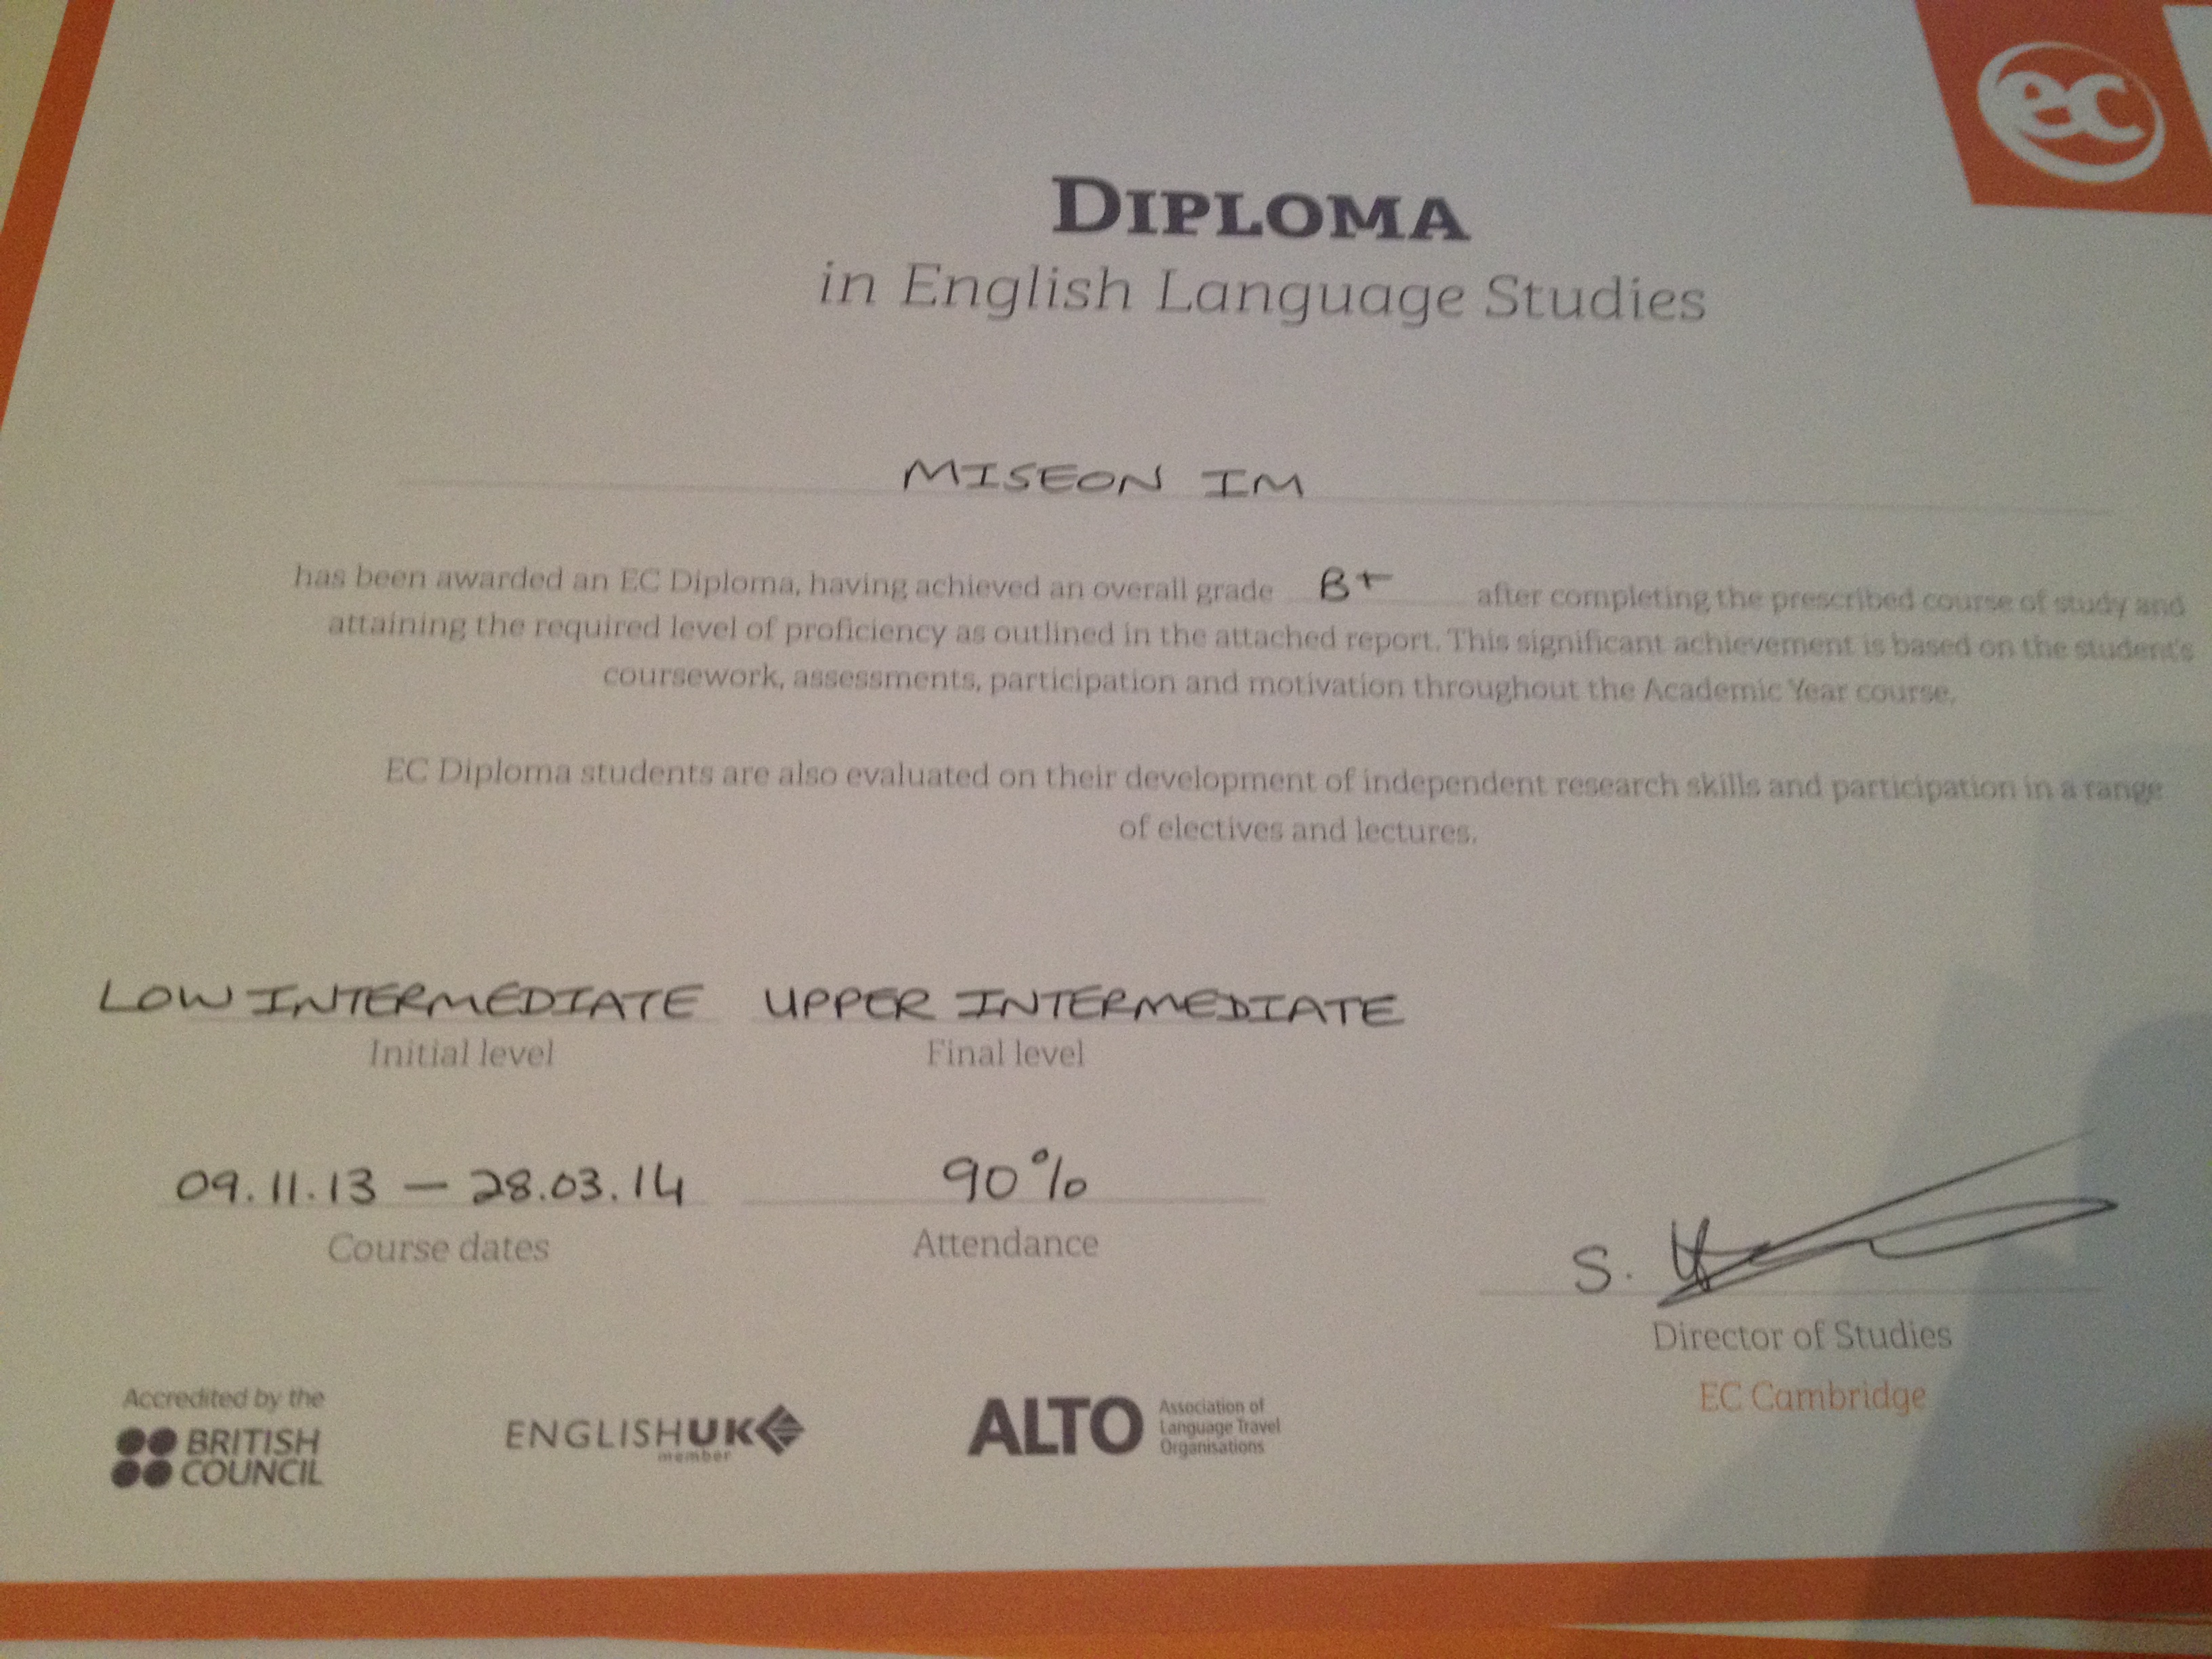 ec
DIPLOMA
in English Language Studies
MISEON IM
has been awarded an EC Diploma, having achieved an overall grade B+ after completing the prescribed course of study and
attaining the required level of proficiency as outlined in the attached report. This significant achievement is based on the student's
coursework, assessments, participation and motivation throughout the Academic Year course.
EC Diploma students are also evaluated on their development of independent research skills and participation in a range
of electives and lectures.
LOW INTERMEDIATE UPPER INTERMEDIATE
Initial level Final level
09.11.13 — 28.03.14 90%
Course dates Attendance
S.
Director of Studies
EC Cambridge
Accredited by the
BRITISH
COUNCIL
ENGLISHUK
member
ALTO
Association of
Language Travel
Organisations